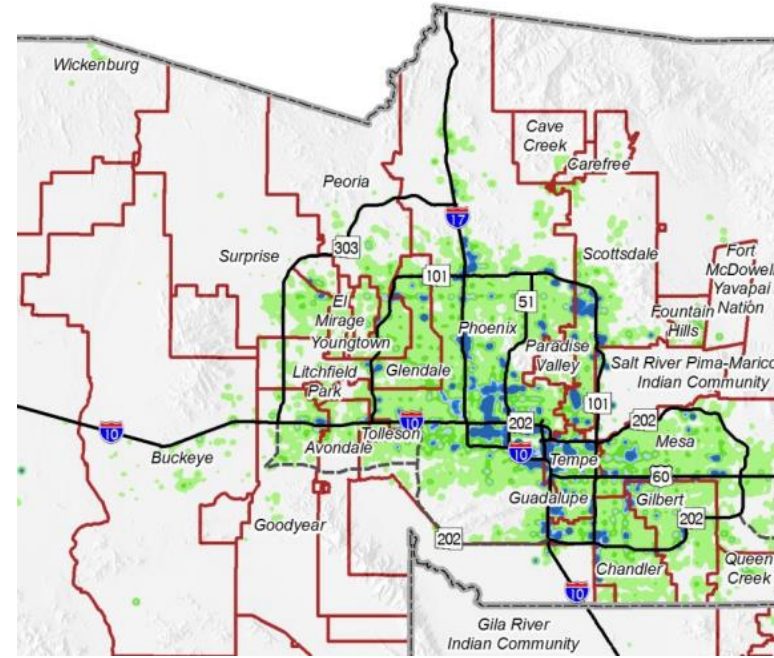 Wickenburg
Cave
Creek
Carefree
Peoria
17
303
Surprise
Scottsdale
Fort
McDowell
Yavapai
Nation
101
51
El
Mirage
Youngtown
Phoenix
Fountain
Hills
Paradise
Valley
Salt River Pima-Marico
Indian Community
Litchfield
Park
Glendale
101
202
10
10
Tolleson
202
Mesa
Buckeye
Avondale
10
Tempe
60
Guadalupe
Gilbert
Goodyear
202
202
Chandler
Queen
Creek
10
Gila River
Indian Community